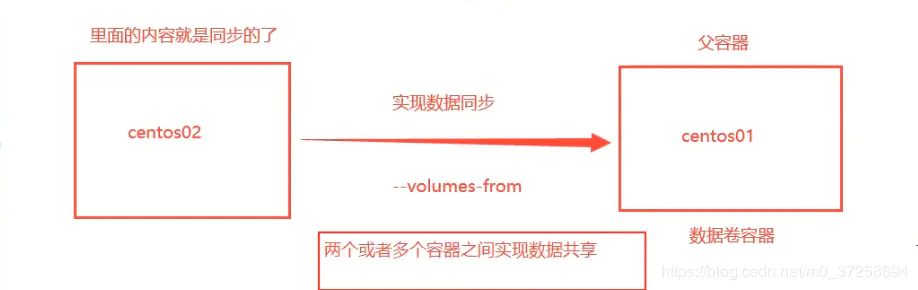 里面的内容就是同步的了
父容器
实现数据同步
centos02
centos01
--volumes-from
数据卷容器
两个或者多个容器之间实现数据共享
https://blog.csdn.net/m0_37258694